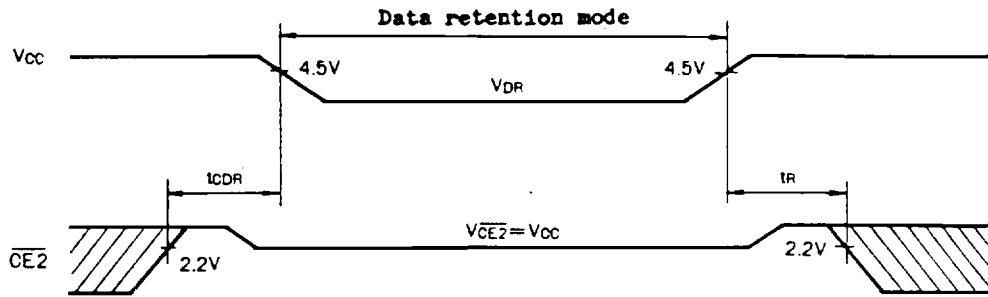 Data retention mode
VCC
4.5V
4.5V
VDR
tCDR
tR
VCE2=VCC
CE2
2.2V
2.2V